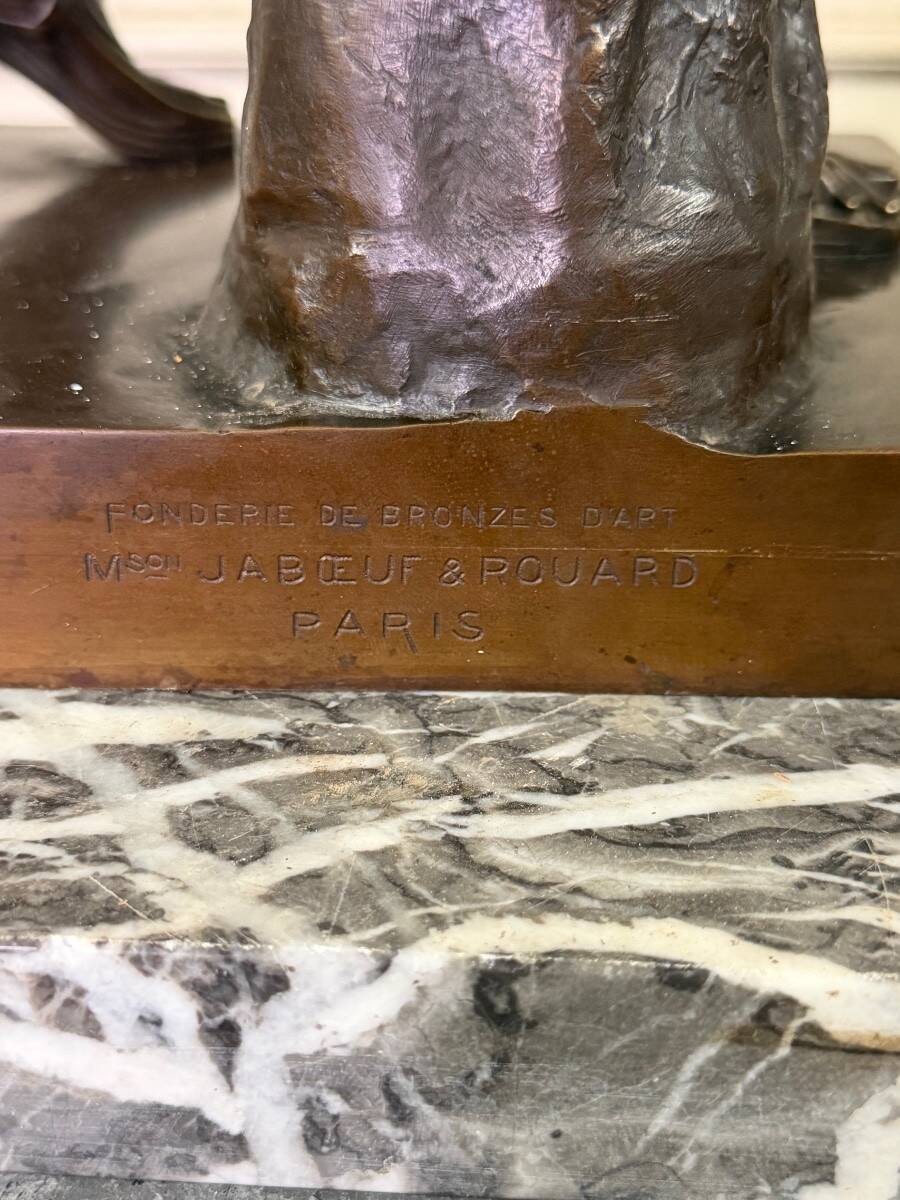 FONDERIE DE BRONZES D'ART
Mson JABŒUF & ROUARD
PARIS